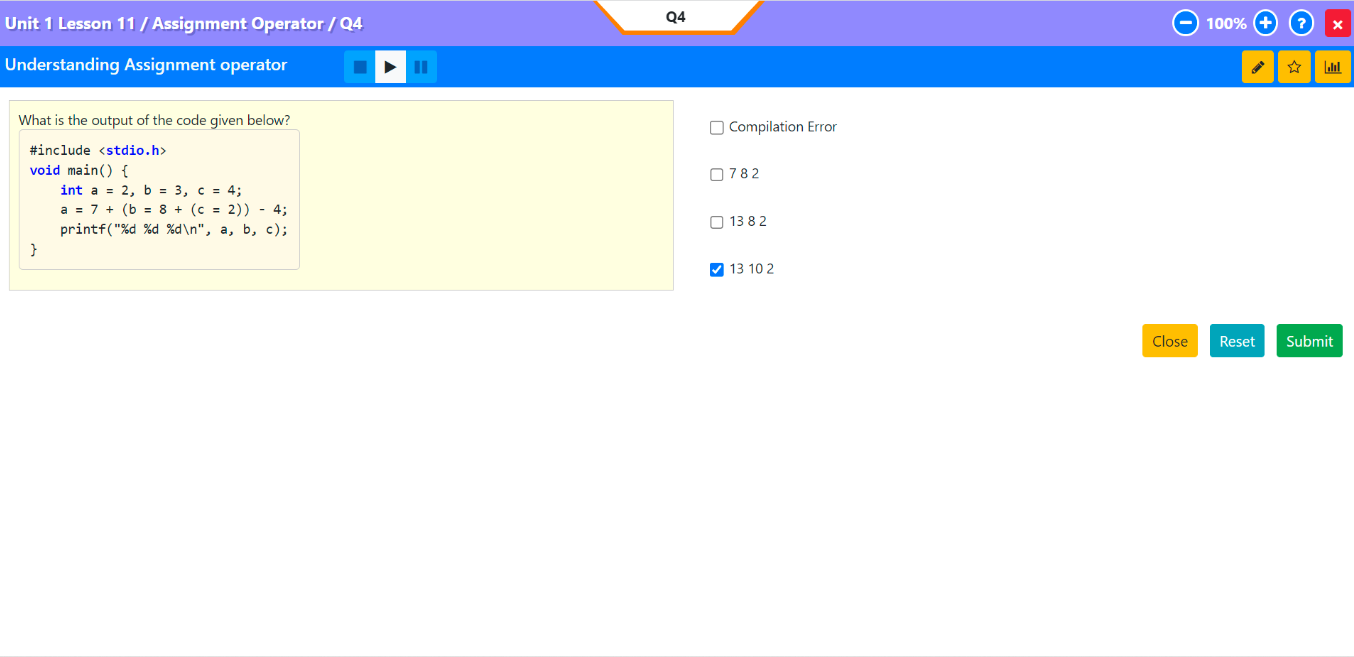 Unit 1 Lesson 11 / Assignment Operator / Q4
Q4
100%
?
Understanding Assignment operator
What is the output of the code given below?
#include <stdio.h>
void main() {
    int a = 2, b = 3, c = 4;
    a = 7 + (b = 8 + (c = 2)) - 4;
    printf("%d %d %d\n", a, b, c);
}
Compilation Error
7 8 2
13 8 2
13 10 2
Close Reset Submit